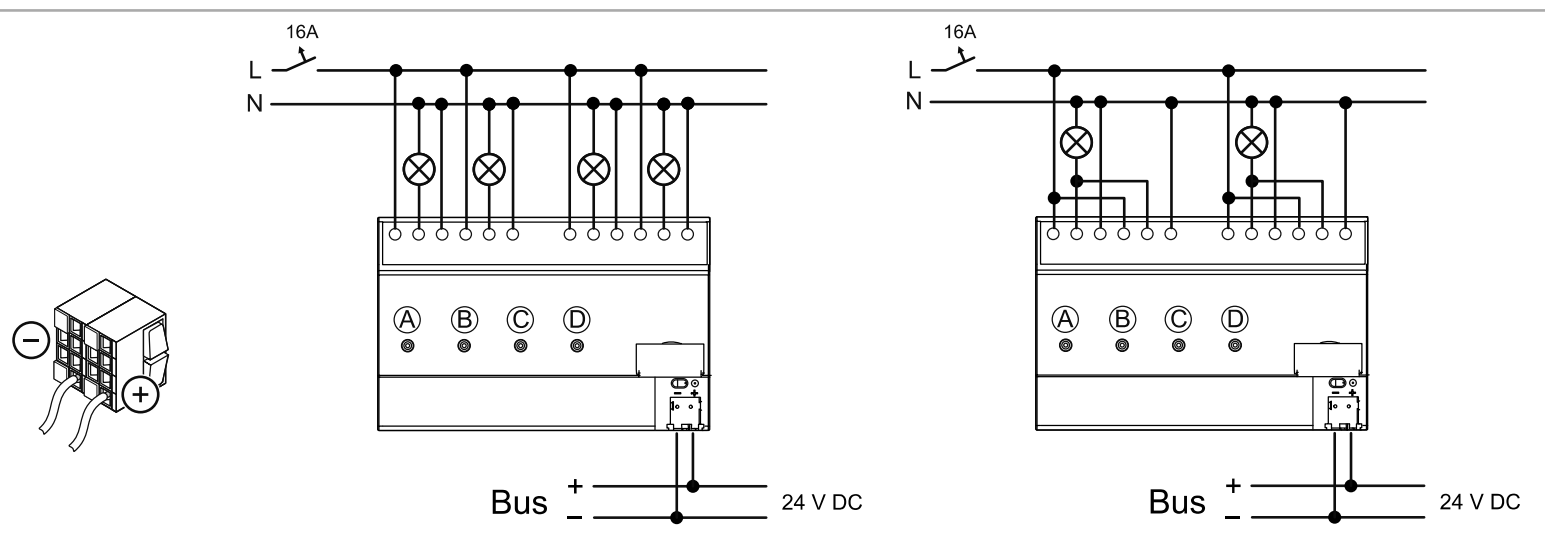 16A
L
N
A B C D
− +
Bus + 24 V DC
−
16A
L
N
A B C D
− +
Bus + 24 V DC
−
−
+